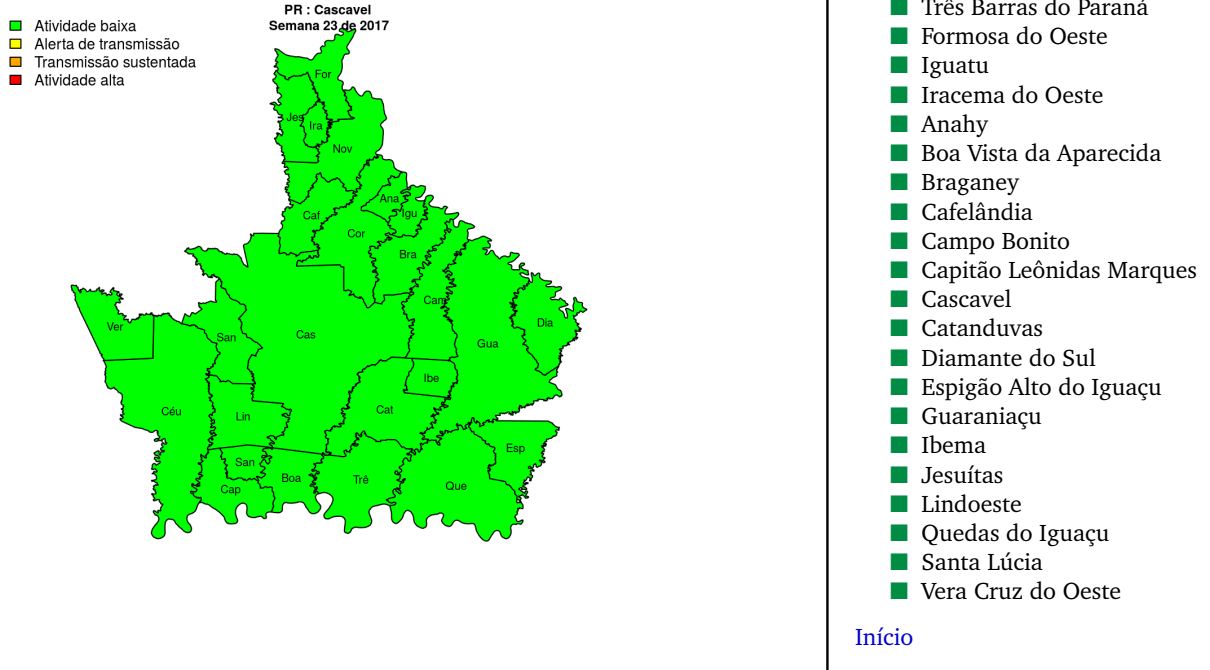 PR : Cascavel
Semana 23 de 2017
Atividade baixa
Alerta de transmissão
Transmissão sustentada
Atividade alta
For
Jes
Ira
Nov
Ana
Igu
Caf
Cor
Bra
Cam
Ver
San
Cas
Gua
Dia
Ibe
Céu
Lin
Cat
San
Cap
Boa
Trê
Que
Esp
Três Barras do Paraná
Formosa do Oeste
Iguatu
Iracema do Oeste
Anahy
Boa Vista da Aparecida
Braganey
Cafelândia
Campo Bonito
Capitão Leônidas Marques
Cascavel
Catanduvas
Diamante do Sul
Espigão Alto do Iguaçu
Guaraniaçu
Ibema
Jesuítas
Lindoeste
Quedas do Iguaçu
Santa Lúcia
Vera Cruz do Oeste
Início